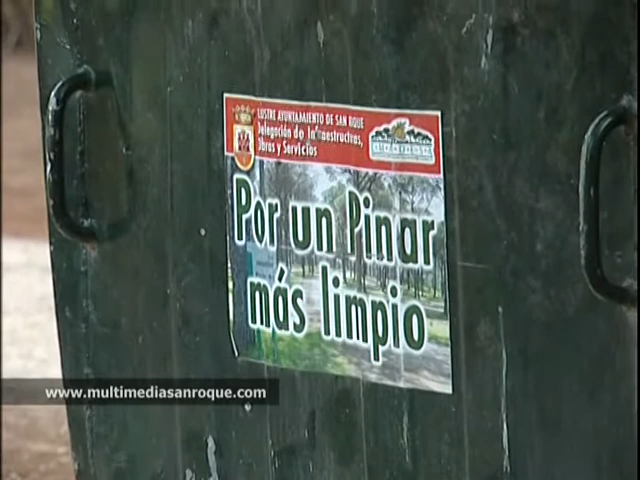 ILUSTRE AYUNTAMIENTO DE SAN ROQUE
Delegación de Infraestructuras,
Obras y Servicios
Por un Pinar
más limpio
www.multimediasanroque.com